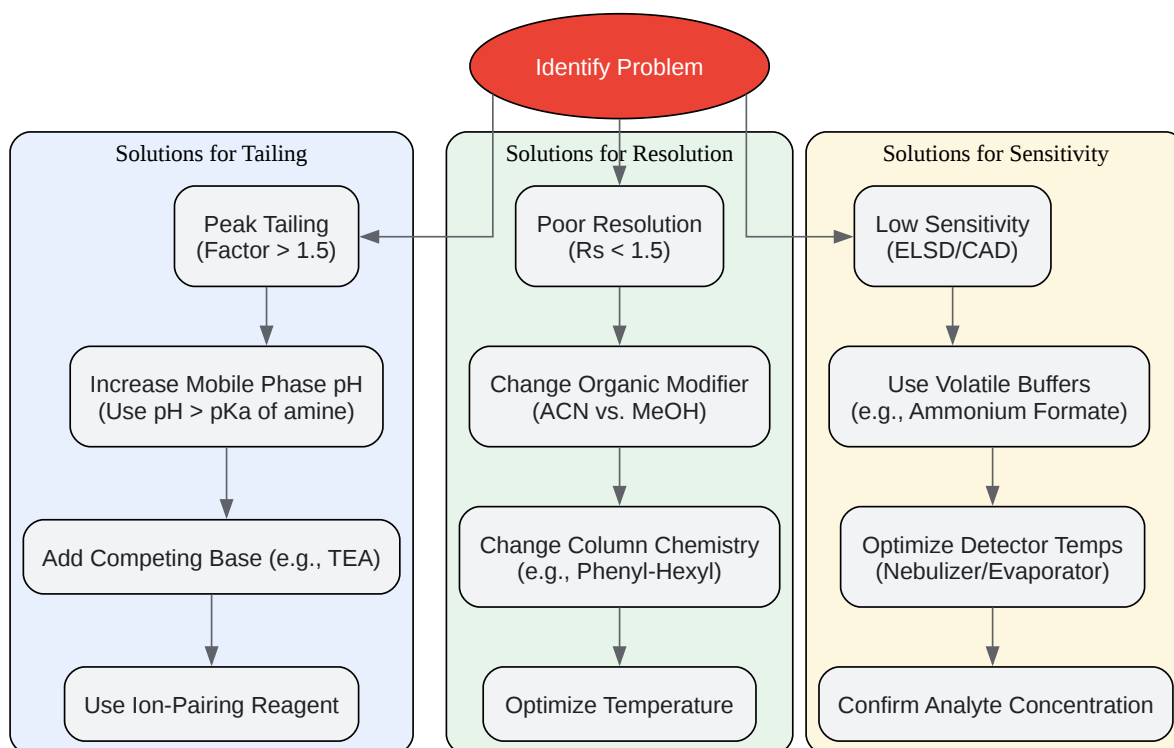 Identify Problem
Solutions for Tailing
Peak Tailing
(Factor > 1.5)
Increase Mobile Phase pH
(Use pH > pKa of amine)
Add Competing Base (e.g., TEA)
Use Ion-Pairing Reagent
Solutions for Resolution
Poor Resolution
(Rs < 1.5)
Change Organic Modifier
(ACN vs. MeOH)
Change Column Chemistry
(e.g., Phenyl-Hexyl)
Optimize Temperature
Solutions for Sensitivity
Low Sensitivity
(ELSD/CAD)
Use Volatile Buffers
(e.g., Ammonium Formate)
Optimize Detector Temps
(Nebulizer/Evaporator)
Confirm Analyte Concentration